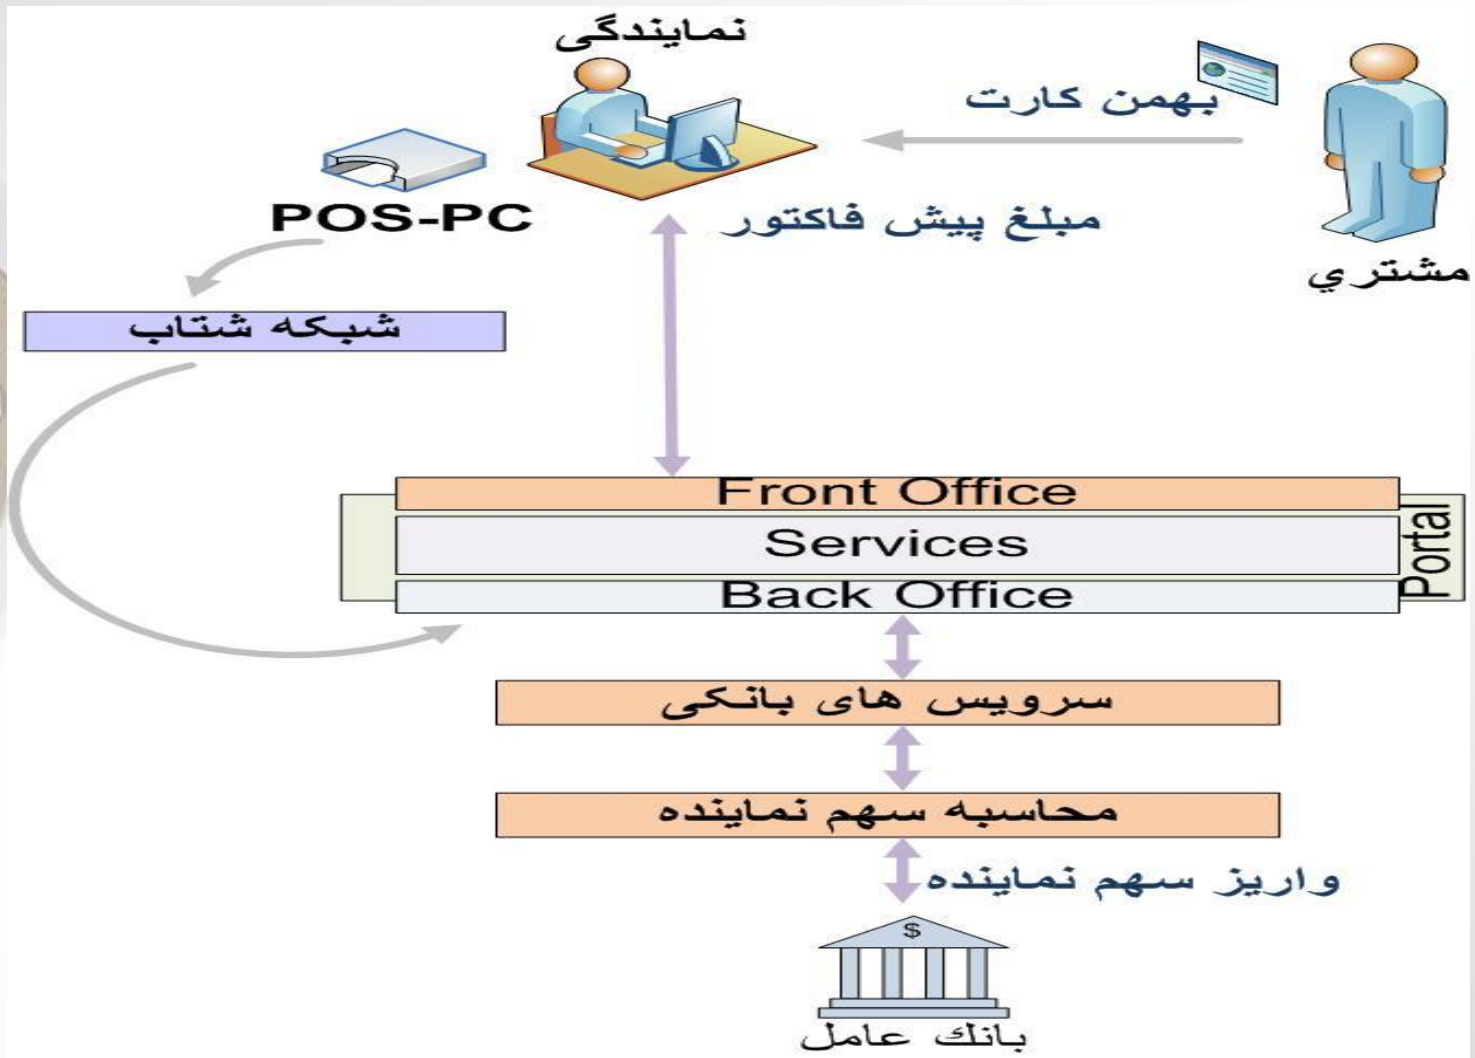 نمایندگی
بهمن کارت
POS-PC
مبلغ پیش فاکتور
مشتري
شبکه شتاب
Front Office
Services
Back Office
Portal
سرویس های بانکی
محاسبه سهم نماینده
واریز سهم نماینده
$
بانك عامل